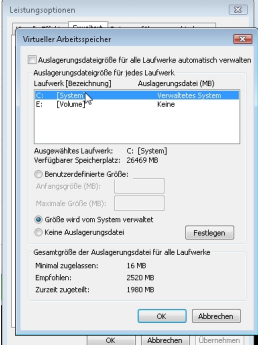 Leistungsoptionen
Virtueller Arbeitsspeicher
Auslagerungsdateigröße für alle Laufwerke automatisch verwalten
Auslagerungsdateigröße für jedes Laufwerk
Laufwerk [Bezeichnung] Auslagerungsdatei (MB)
C: [System] Verwaltetes System
E: [Volume] Keine
Ausgewähltes Laufwerk: C: [System]
Verfügbarer Speicherplatz: 26469 MB
Benutzerdefinierte Größe:
Anfangsgröße (MB):
Maximale Größe (MB):
Größe wird vom System verwaltet
Keine Auslagerungsdatei Festlegen
Gesamtgröße der Auslagerungsdatei für alle Laufwerke
Minimal zugelassen: 16 MB
Empfohlen: 2520 MB
Zurzeit zugeteilt: 1980 MB
OK Abbrechen
OK Abbrechen Übernehmen